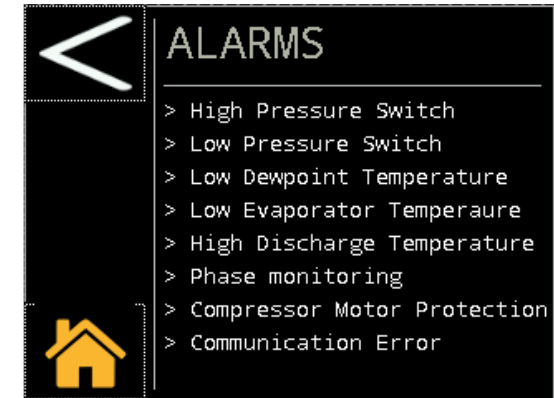 ALARMS
> High Pressure Switch
> Low Pressure Switch
> Low Dewpoint Temperature
> Low Evaporator Temperaure
> High Discharge Temperature
> Phase monitoring
> Compressor Motor Protection
> Communication Error